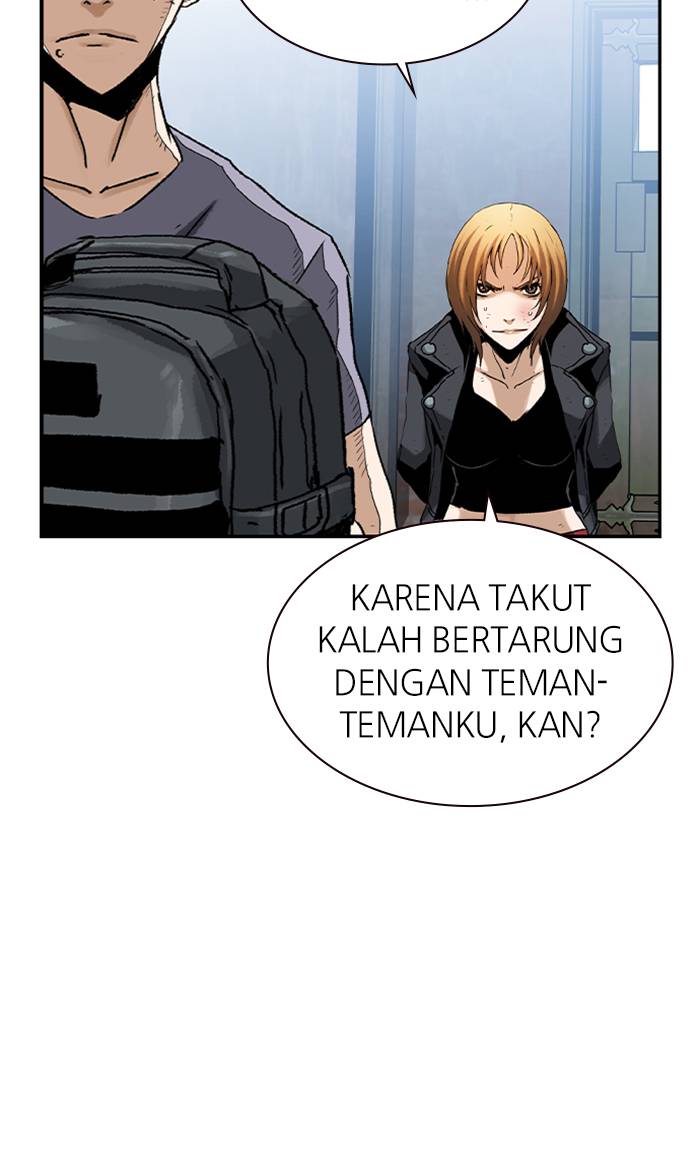 KARENA TAKUT
KALAH BERTARUNG
DENGAN TEMAN-
TEMANKU, KAN?